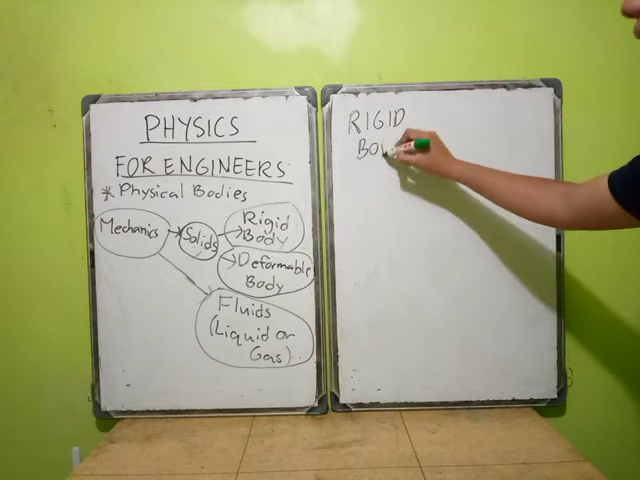 PHYSICS
FOR ENGINEERS
* Physical Bodies
Mechanics
Solids
Rigid
Body
Deformable
Body
Fluids
(Liquid or
Gas)
RIGID
BO